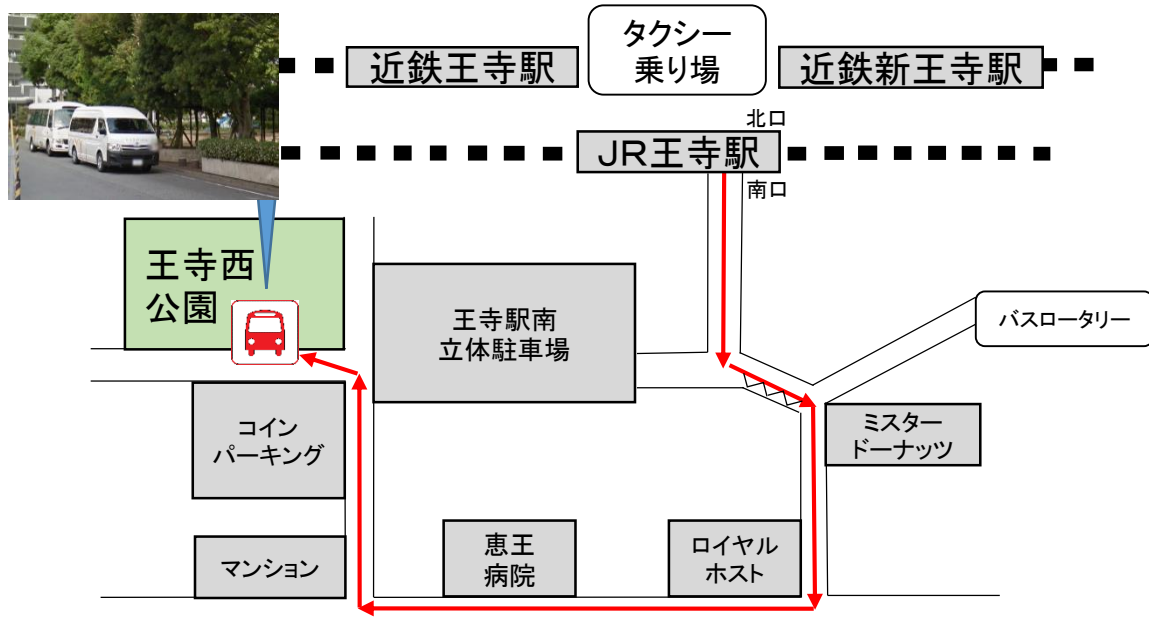 近鉄王寺駅
タクシー
乗り場
近鉄新王寺駅
北口
JR王寺駅
南口
王寺西
公園
王寺駅南
立体駐車場
バスロータリー
コイン
パーキング
ミスター
ドーナッツ
マンション
恵王
病院
ロイヤル
ホスト